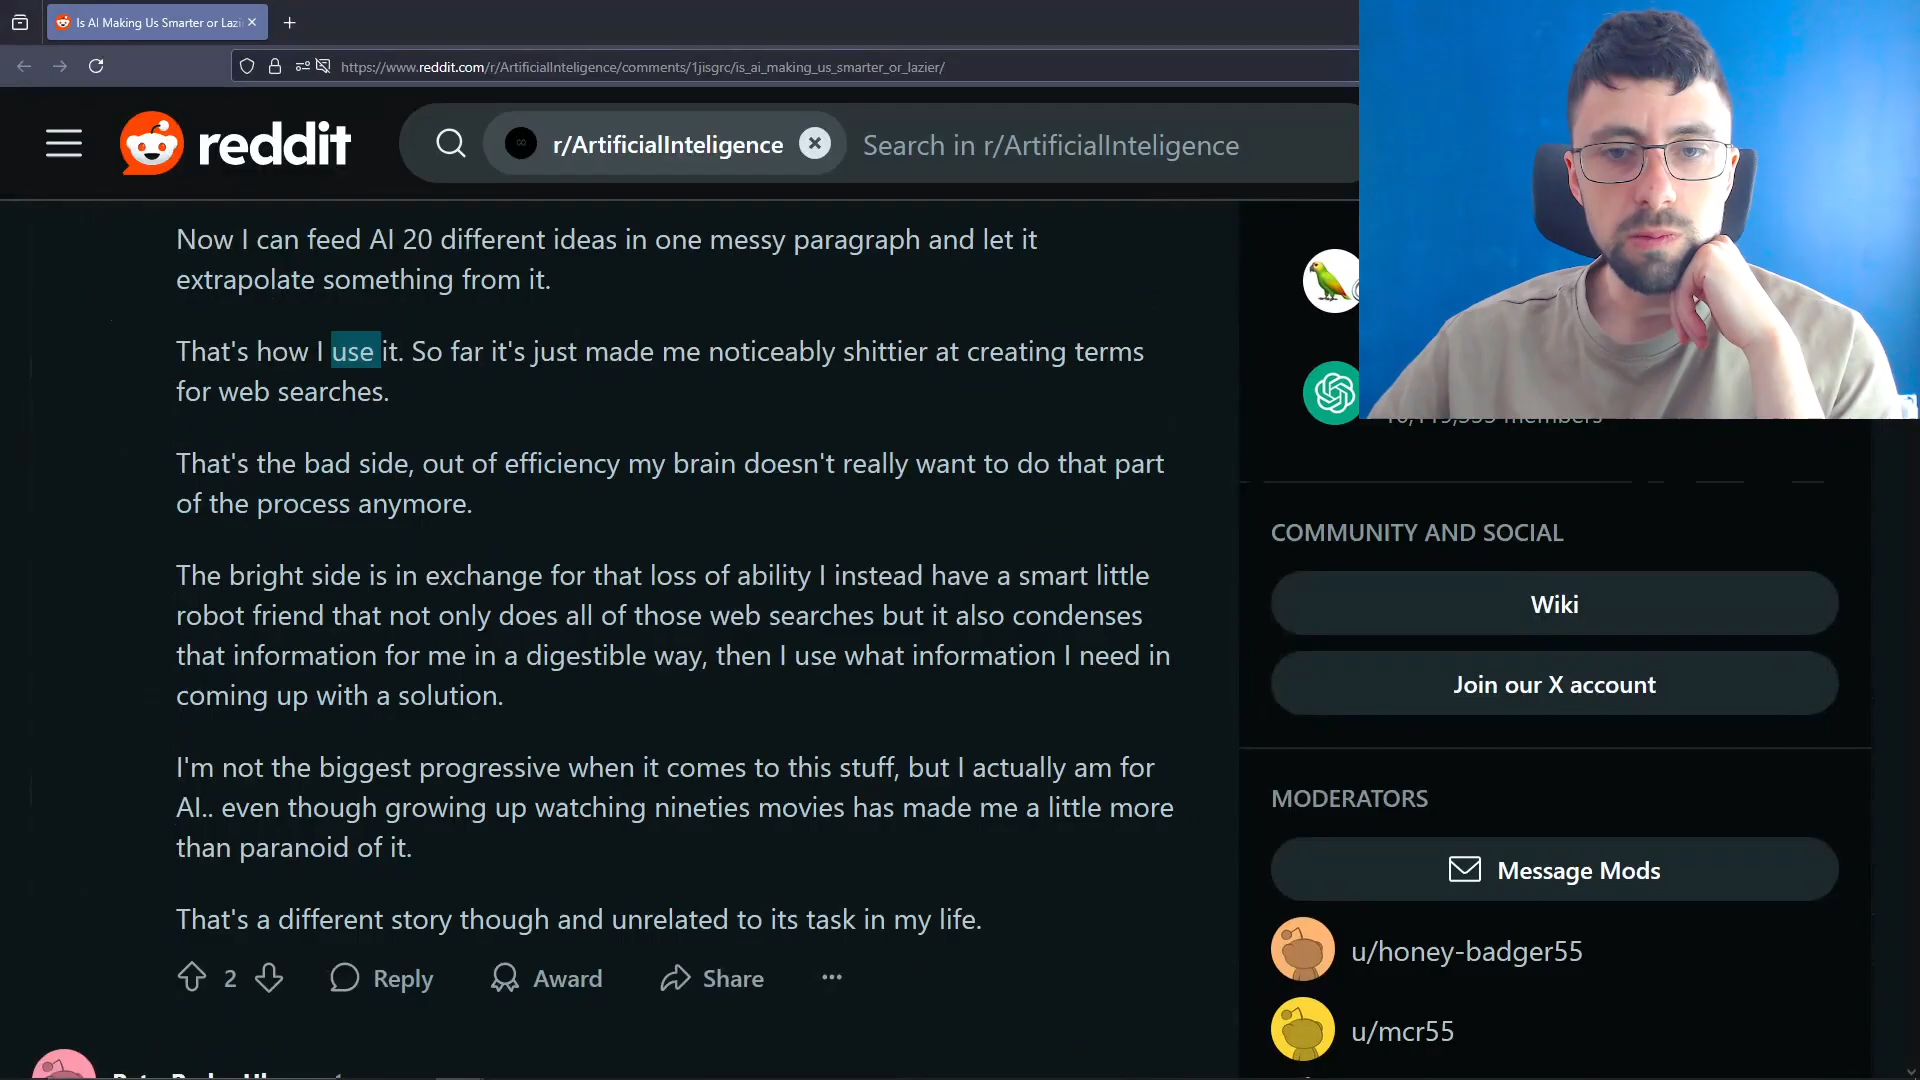 Is AI Making Us Smarter or Lazi
https://www.reddit.com/r/ArtificialInteligence/comments/1jisgrc/is_ai_making_us_smarter_or_lazier/
reddit
r/ArtificialInteligence
Search in r/ArtificialInteligence
Now I can feed AI 20 different ideas in one messy paragraph and let it
extrapolate something from it.
That's how I use it. So far it's just made me noticeably shittier at creating terms
for web searches.
That's the bad side, out of efficiency my brain doesn't really want to do that part
of the process anymore.
The bright side is in exchange for that loss of ability I instead have a smart little
robot friend that not only does all of those web searches but it also condenses
that information for me in a digestible way, then I use what information I need in
coming up with a solution.
I'm not the biggest progressive when it comes to this stuff, but I actually am for
AI.. even though growing up watching nineties movies has made me a little more
than paranoid of it.
That's a different story though and unrelated to its task in my life.
2
Reply
Award
Share
members
COMMUNITY AND SOCIAL
Wiki
Join our X account
MODERATORS
Message Mods
u/honey-badger55
u/mcr55